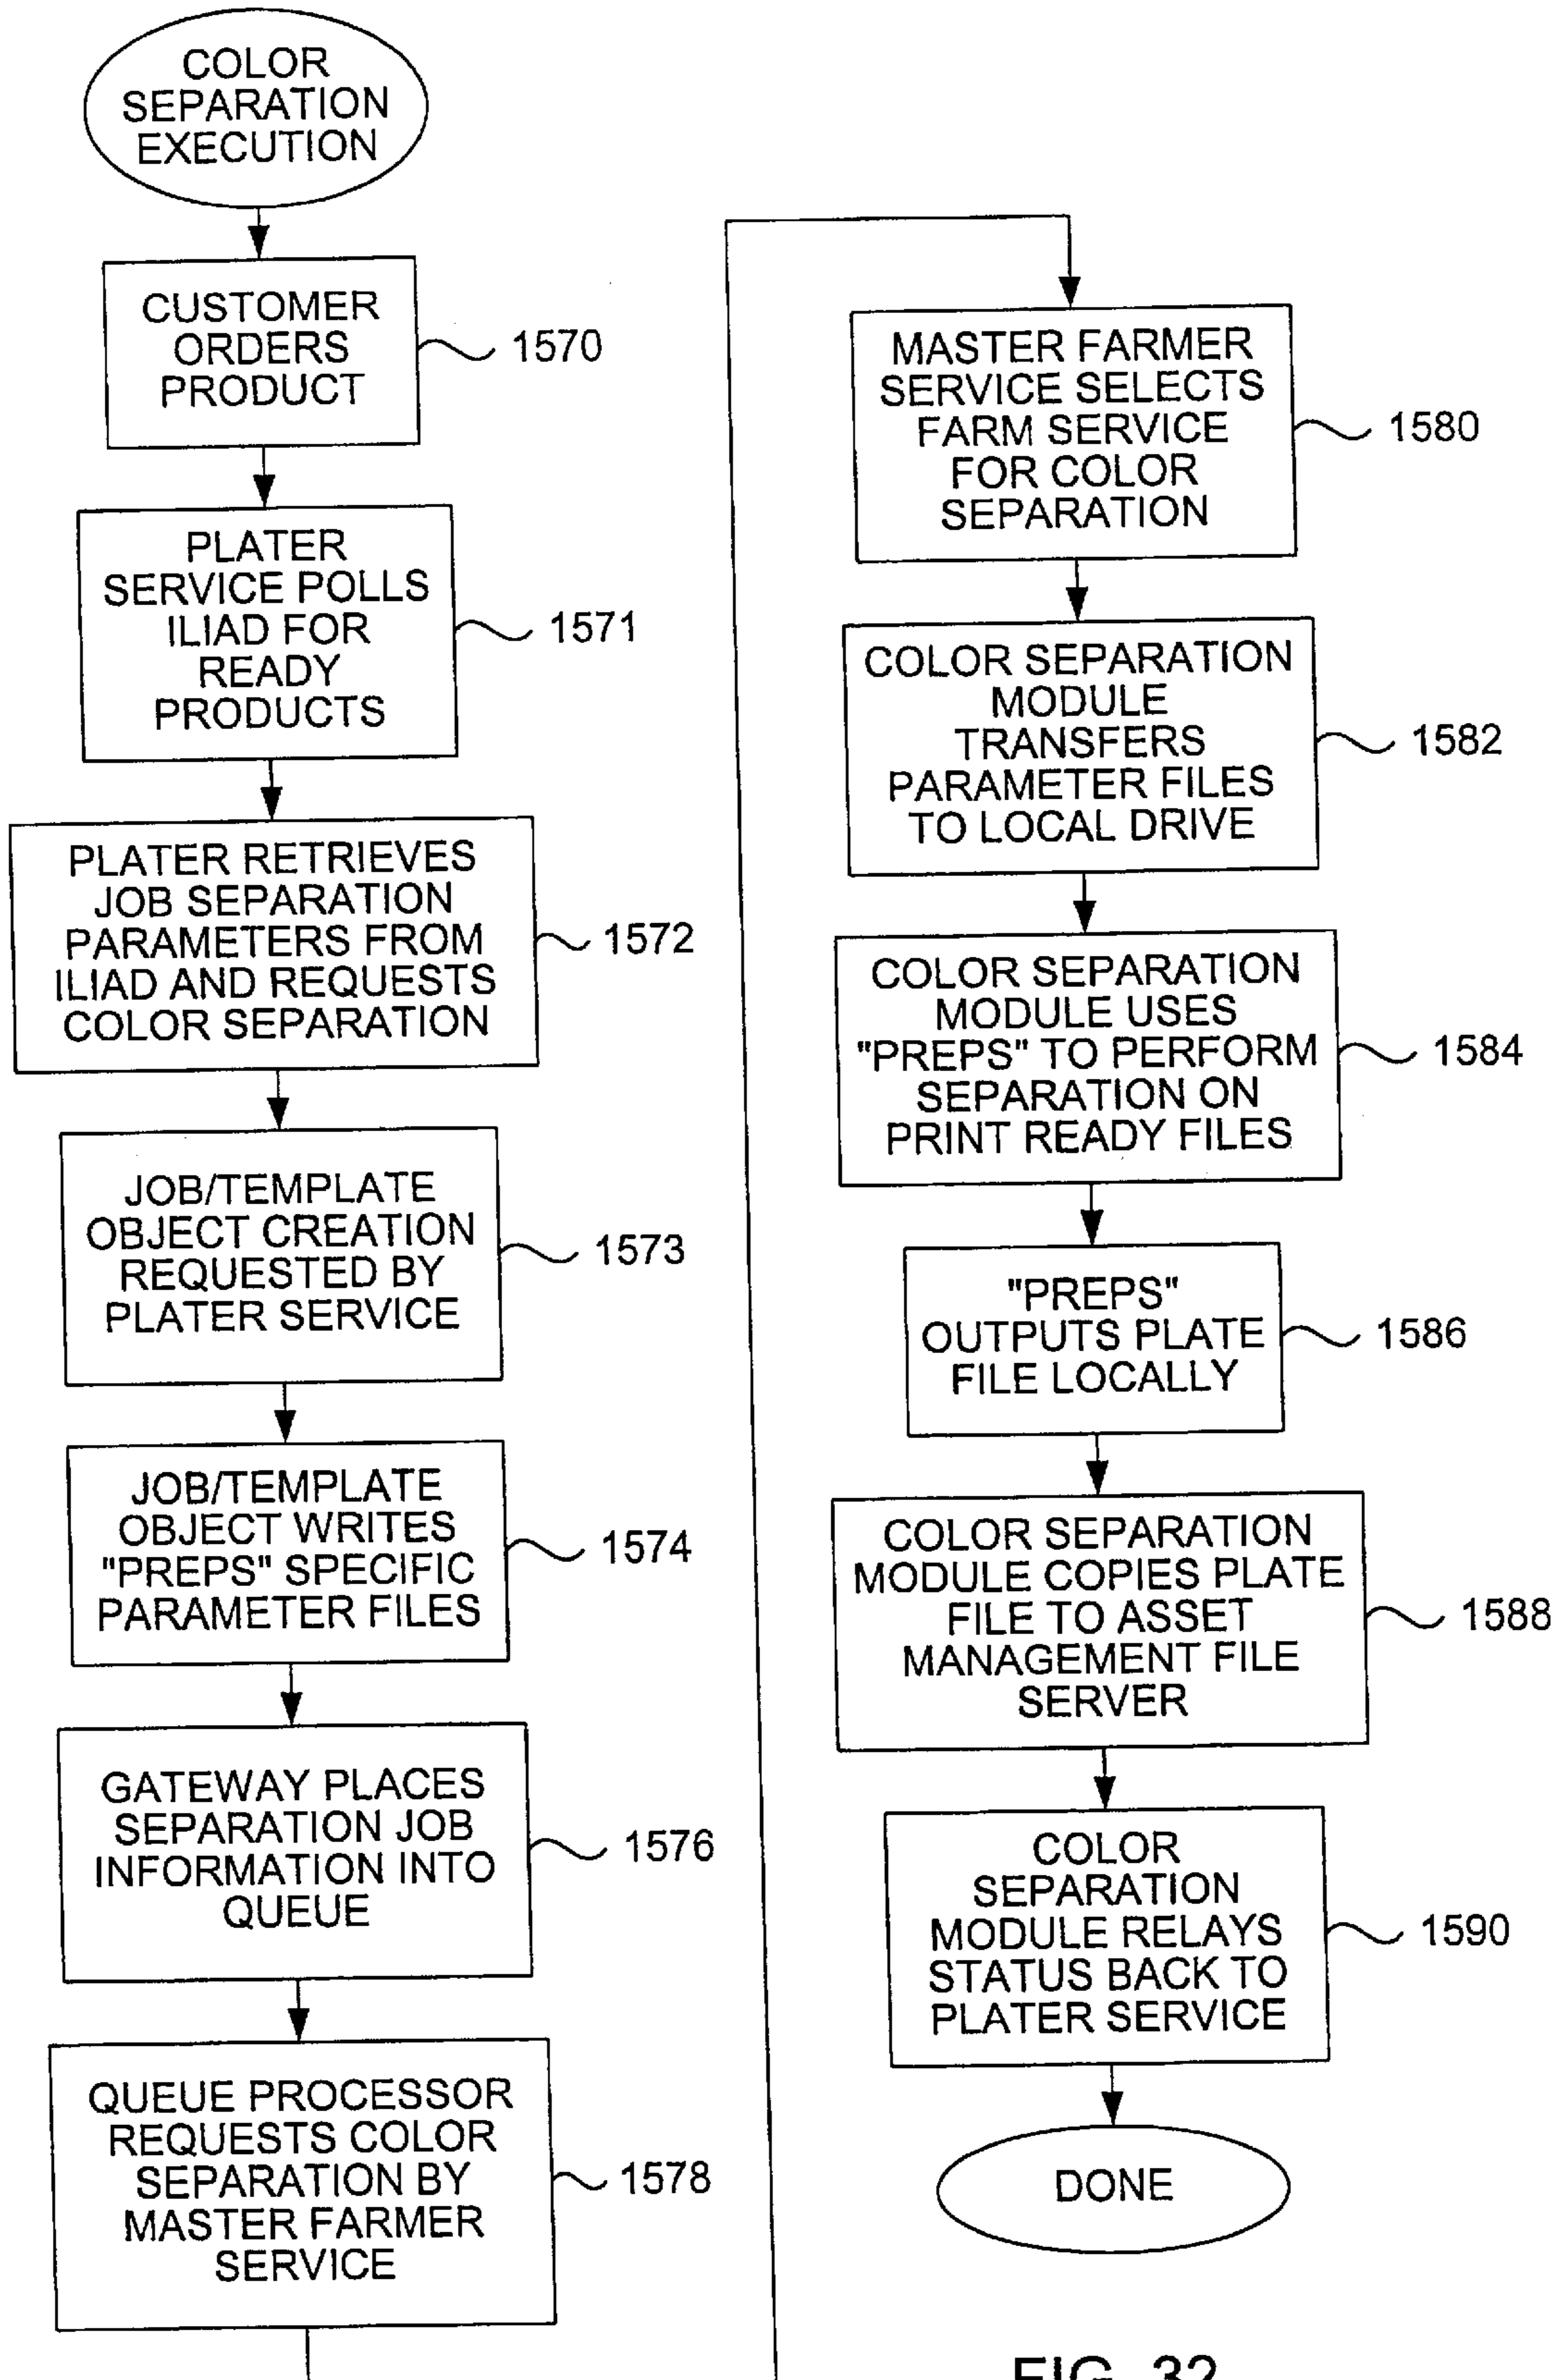 COLOR
SEPARATION
EXECUTION
CUSTOMER
ORDERS
PRODUCT
1570
PLATER
SERVICE POLLS
ILIAD FOR
READY
PRODUCTS
1571
PLATER RETRIEVES
JOB SEPARATION
PARAMETERS FROM
ILIAD AND REQUESTS
COLOR SEPARATION
1572
JOB/TEMPLATE
OBJECT CREATION
REQUESTED BY
PLATER SERVICE
1573
JOB/TEMPLATE
OBJECT WRITES
"PREPS" SPECIFIC
PARAMETER FILES
1574
GATEWAY PLACES
SEPARATION JOB
INFORMATION INTO
QUEUE
1576
QUEUE PROCESSOR
REQUESTS COLOR
SEPARATION BY
MASTER FARMER
SERVICE
1578
MASTER FARMER
SERVICE SELECTS
FARM SERVICE
FOR COLOR
SEPARATION
1580
COLOR SEPARATION
MODULE
TRANSFERS
PARAMETER FILES
TO LOCAL DRIVE
1582
COLOR SEPARATION
MODULE USES
"PREPS" TO PERFORM
SEPARATION ON
PRINT READY FILES
1584
"PREPS"
OUTPUTS PLATE
FILE LOCALLY
1586
COLOR SEPARATION
MODULE COPIES PLATE
FILE TO ASSET
MANAGEMENT FILE
SERVER
1588
COLOR
SEPARATION
MODULE RELAYS
STATUS BACK TO
PLATER SERVICE
1590
DONE
FIG. 32